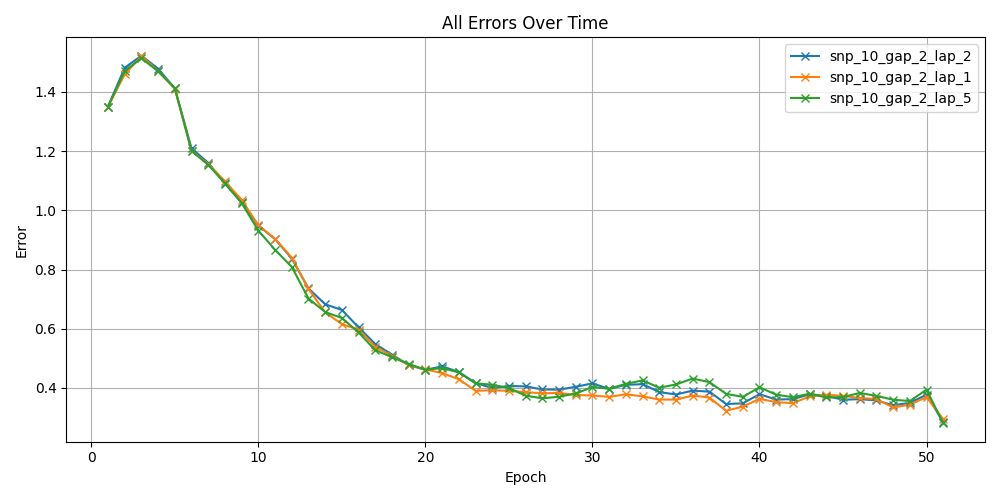 All Errors Over Time
snp_10_gap_2_lap_2
snp_10_gap_2_lap_1
snp_10_gap_2_lap_5
Error
1.4
1.2
1.0
0.8
0.6
0.4
0 10 20 30 40 50
Epoch